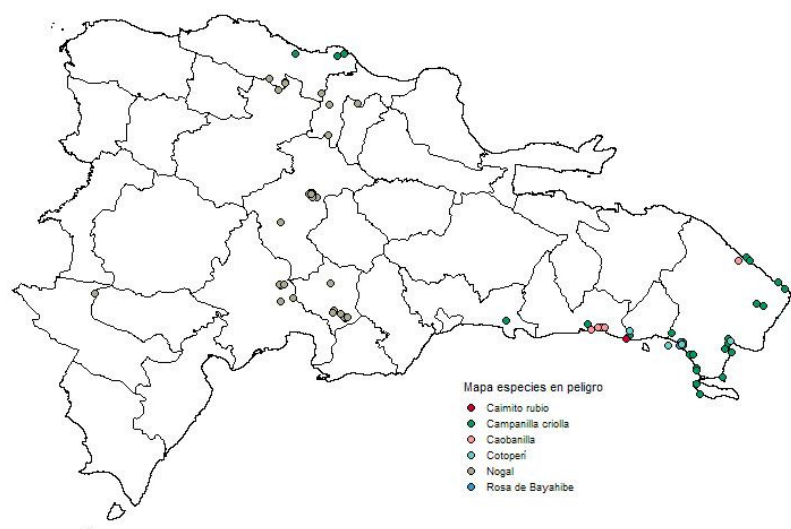 Mapa especies en peligro
Caimito rubio
Campanilla criolla
Caobanilla
Cotoperí
Nogal
Rosa de Bayahibe